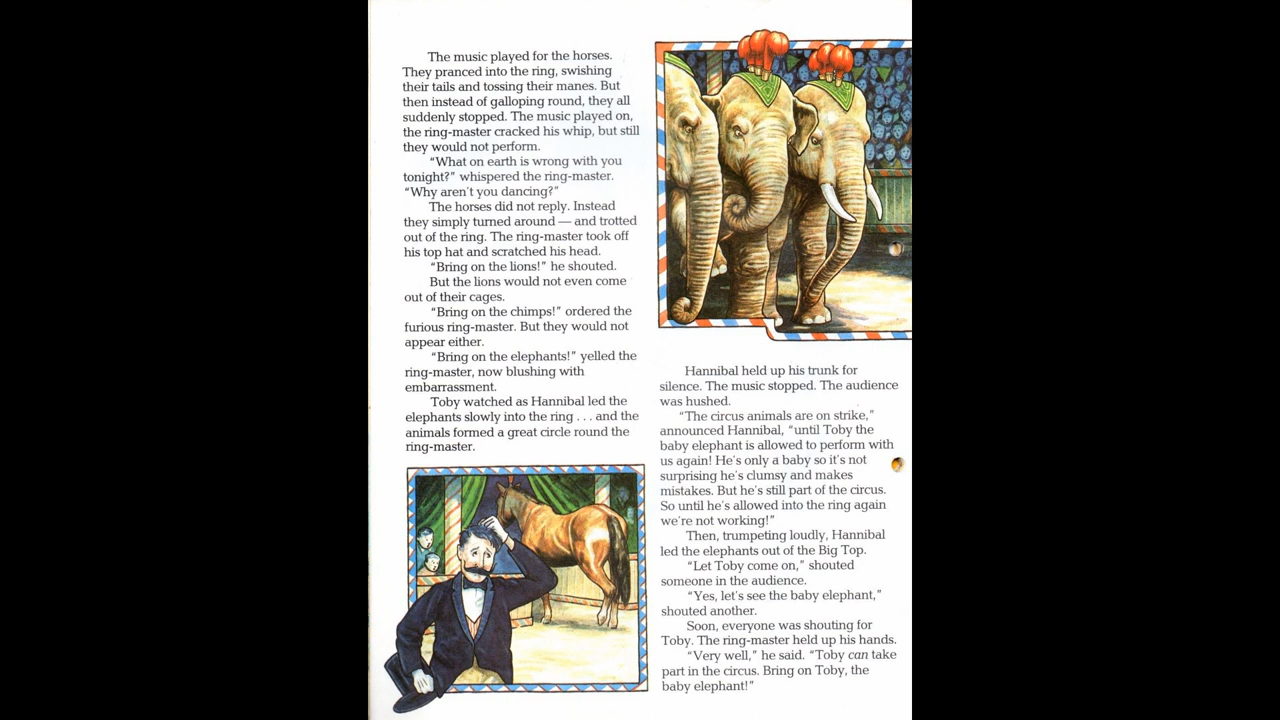 The music played for the horses.
They pranced into the ring, swishing
their tails and tossing their manes. But
then instead of galloping round, they all
suddenly stopped. The music played on,
the ring-master cracked his whip, but still
they would not perform.
“What on earth is wrong with you
tonight?” whispered the ring-master.
“Why aren’t you dancing?”
The horses did not reply. Instead
they simply turned around — and trotted
out of the ring. The ring-master took off
his top hat and scratched his head.
“Bring on the lions!” he shouted.
But the lions would not even come
out of their cages.
“Bring on the chimps!” ordered the
furious ring-master. But they would not
appear either.
“Bring on the elephants!” yelled the
ring-master, now blushing with
embarrassment.
Toby watched as Hannibal led the
elephants slowly into the ring . . . and the
animals formed a great circle round the
ring-master.
Hannibal held up his trunk for
silence. The music stopped. The audience
was hushed.
“The circus animals are on strike,”
announced Hannibal, “until Toby the
baby elephant is allowed to perform with
us again! He’s only a baby so it’s not
surprising he’s clumsy and makes
mistakes. But he’s still part of the circus.
So until he’s allowed into the ring again
we’re not working!”
Then, trumpeting loudly, Hannibal
led the elephants out of the Big Top.
“Let Toby come on,” shouted
someone in the audience.
“Yes, let’s see the baby elephant,”
shouted another.
Soon, everyone was shouting for
Toby. The ring-master held up his hands.
“Very well,” he said. “Toby can take
part in the circus. Bring on Toby, the
baby elephant!”